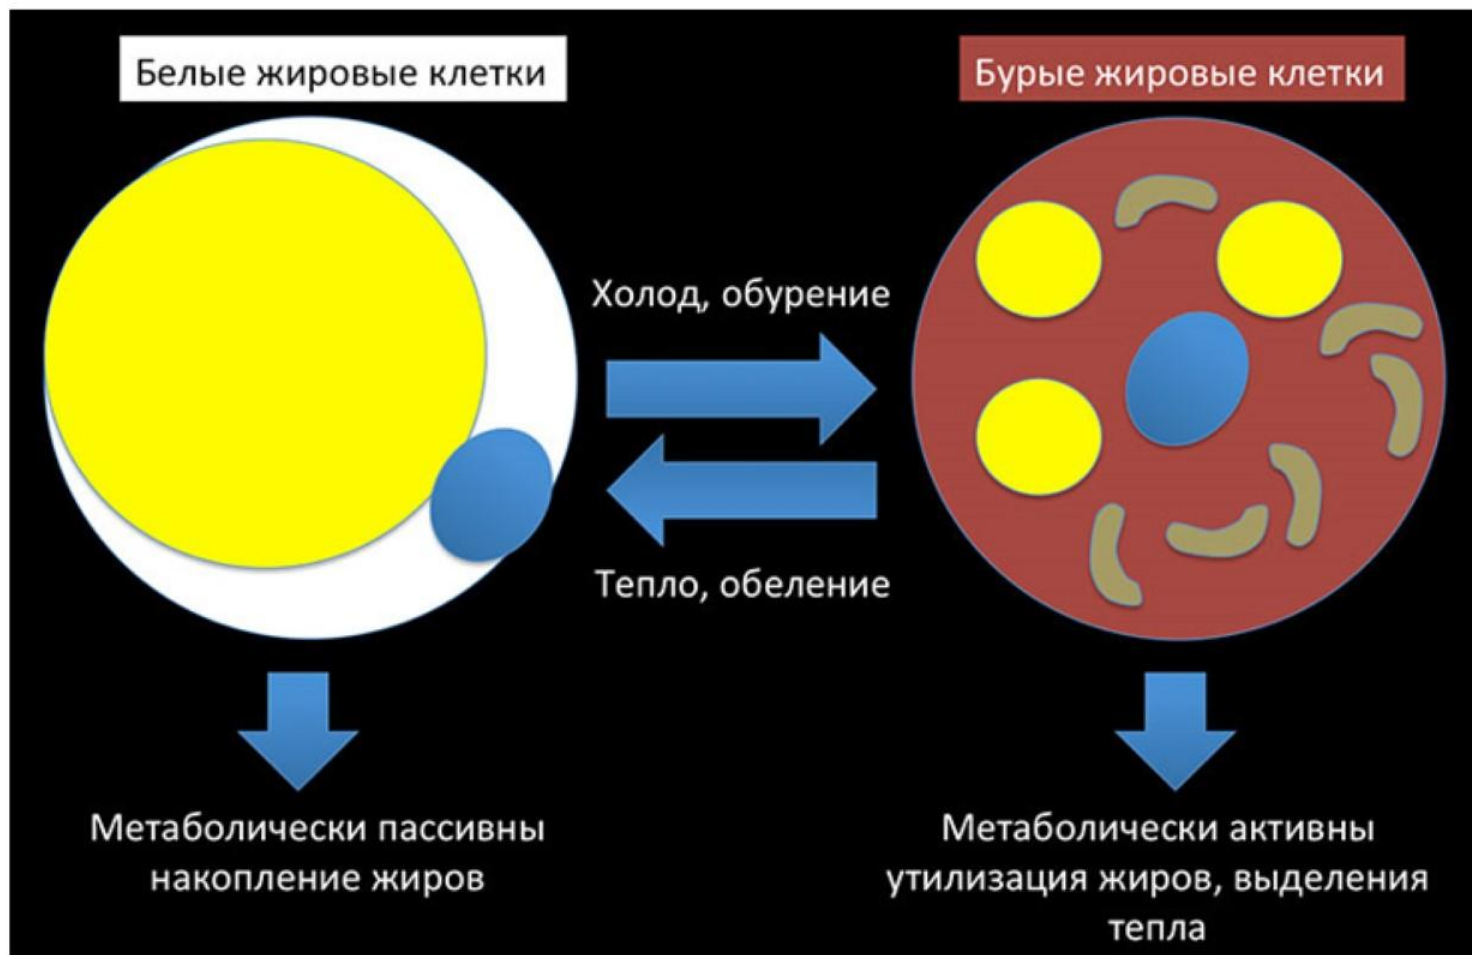 Белые жировые клетки
Бурые жировые клетки
Холод, обурение
Тепло, обеление
Метаболически пассивны
накопление жиров
Метаболически активны
утилизация жиров, выделения
тепла